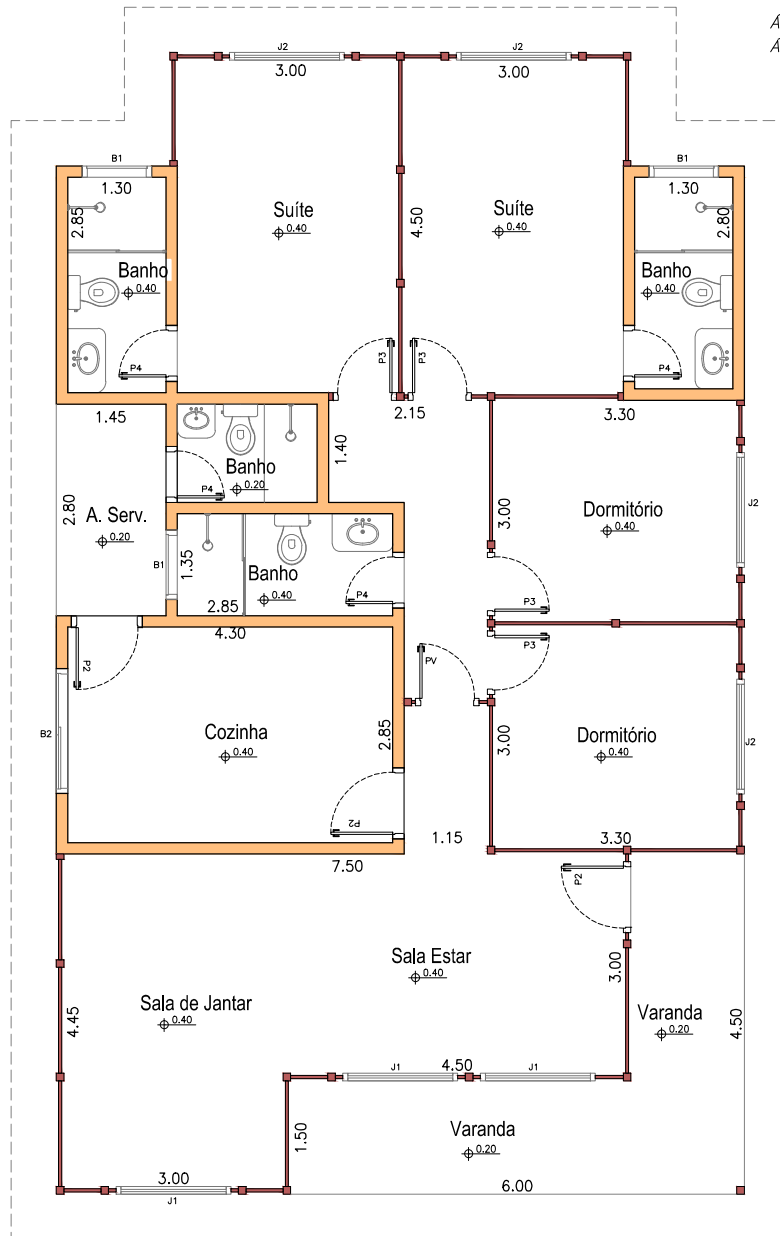 Á
Á
J2
J2
3.00
3.00
B1
B1
1.30
1.30
2.85
Suíte
0.40
4.50
Suíte
0.40
2.80
Banho
0.40
Banho
0.40
P4
P3
P3
P4
1.45
2.15
3.30
Banho
0.20
P4
1.40
2.80
A. Serv.
0.20
3.00
Dormitório
0.40
J2
B1
1.35
Banho
0.40
2.85
P4
P3
4.30
P2
PV
P3
B2
Cozinha
0.40
2.85
3.00
Dormitório
0.40
J2
P2
1.15
3.30
7.50
P2
Sala Estar
0.40
3.00
Sala de Jantar
0.40
4.45
Varanda
0.20
4.50
J1
4.50
J1
1.50
Varanda
0.20
3.00
6.00
J1